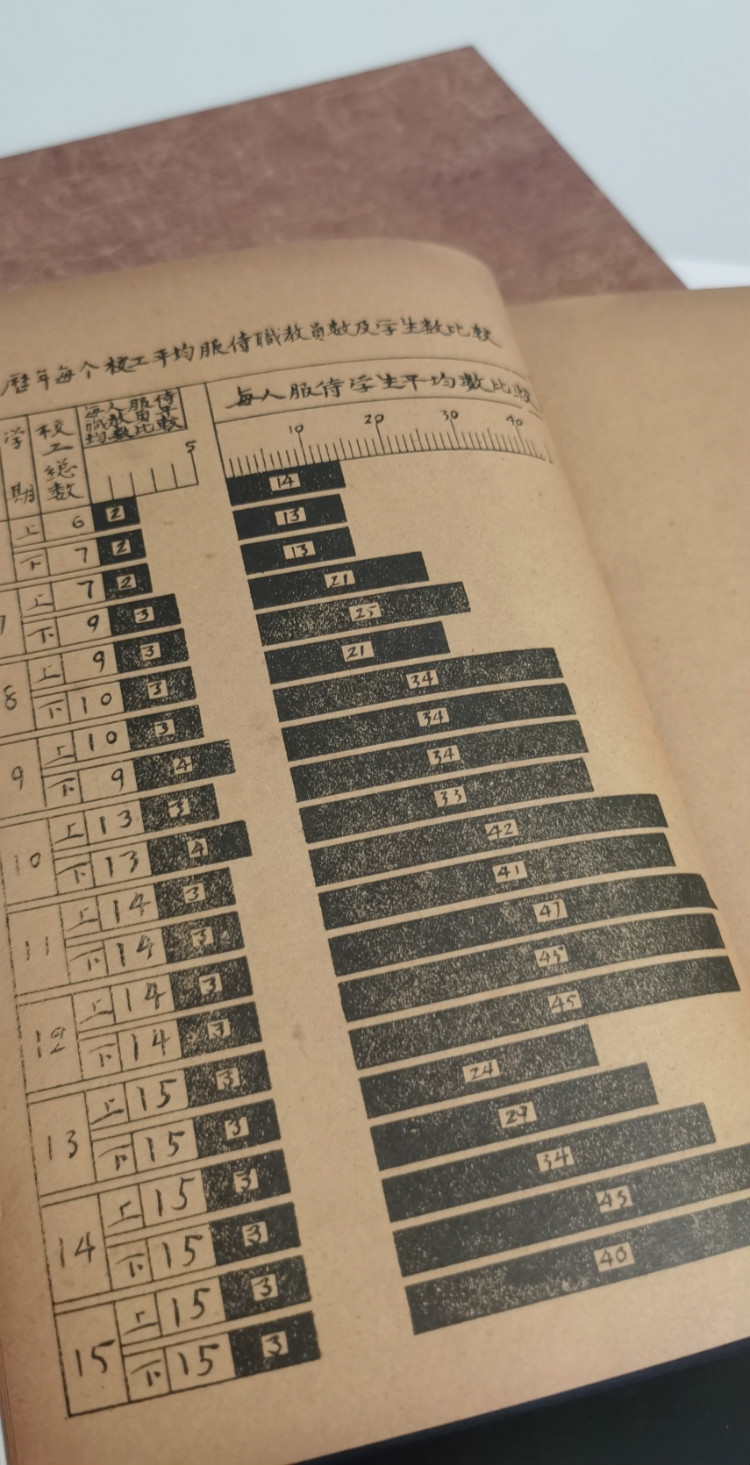 歷年每个校工平均服侍職教員数及学生数比較
学期 校工总数 每人服侍職教員平均数比較 每人服侍学生平均数比較
5 10 20 30 40
上 6 2 14
下 7 2 13
上 7 2 13
7 下 9 3 21
上 9 3 25
8 下 10 3 21
上 10 3 34
9 下 9 4 34
上 13 3 34
10 下 13 4 33
上 14 3 42
11 下 14 3 41
上 14 3 47
12 下 14 3 45
上 15 3 45
13 下 15 3 24
上 15 3 29
14 下 15 3 34
上 15 3 45
15 下 15 3 40